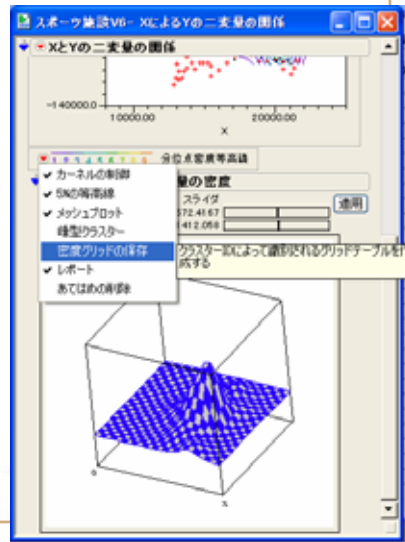 スポーツ施設V6- XによるYの二変量の関係
XとYの二変量の関係
-140000.0
10000.00
20000.00
X
分位点密度等高線
カーネルの制御
5%の等高線
メッシュプロット
峰型クラスター
密度グリッドの保存
レポート
あてはめの削除
量の密度
スライダ
572.4167
適用
1412.058
クラスターIDによって識別されるグリッドテーブルを
成する
X